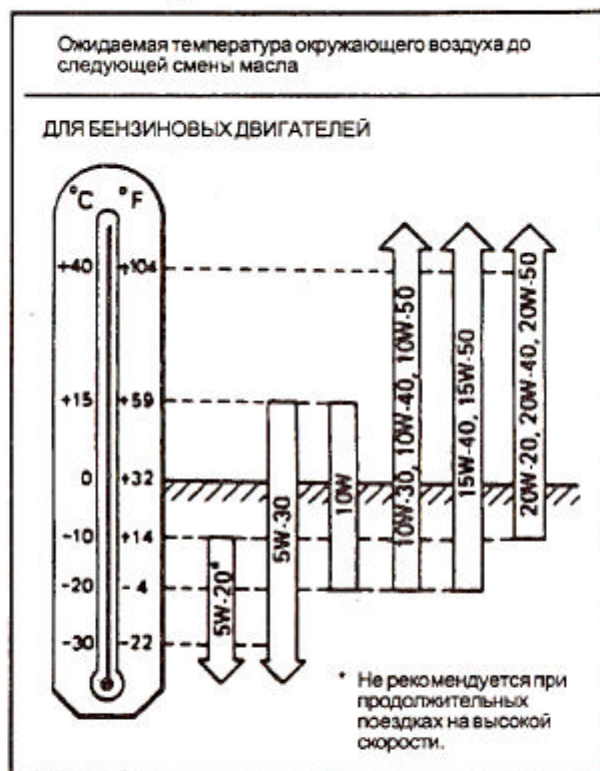 Ожидаемая температура окружающего воздуха до
следующей смены масла
ДЛЯ БЕНЗИНОВЫХ ДВИГАТЕЛЕЙ
°C °F
+40 +104
+15 +59
0 +32
-10 +14
-20 -4
-30 -22
5W-20*
5W-30
10W
10W-30, 10W-40, 10W-50
15W-40, 15W-50
20W-20, 20W-40, 20W-50
* Не рекомендуется при
продолжительных
поездках на высокой
скорости.